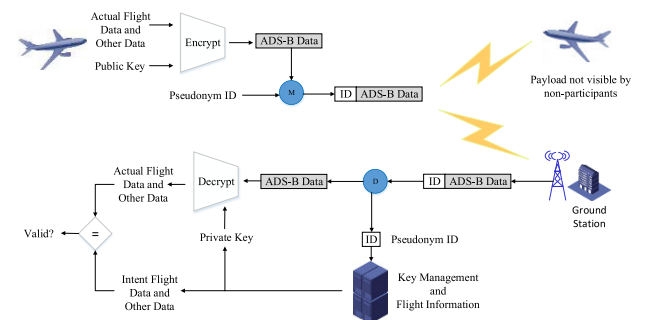 Actual Flight
Data and
Other Data
Public Key
Encrypt
ADS-B Data
Pseudonym ID
M
ID ADS-B Data
Payload not visible by
non-participants
Actual Flight
Data and
Other Data
Decrypt
ADS-B Data
D
ID ADS-B Data
Ground
Station
Valid?
=
Private Key
ID Pseudonym ID
Intent Flight
Data and
Other Data
Key Management
and
Flight Information